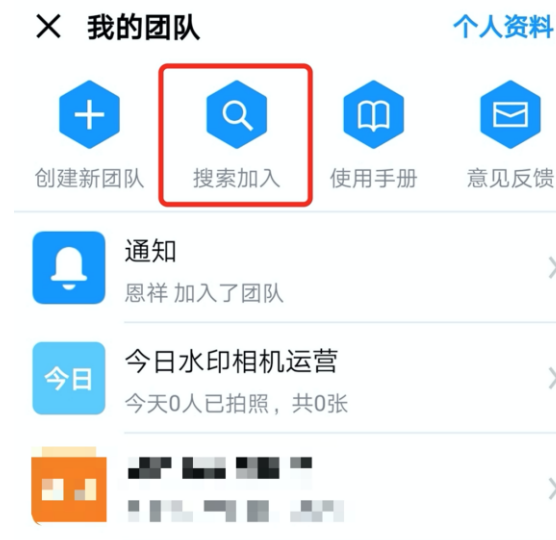 我的团队
个人资料
创建新团队
搜索加入
使用手册
意见反馈
通知
恩祥 加入了团队
今日
今日水印相机运营
今天0人已拍照，共0张